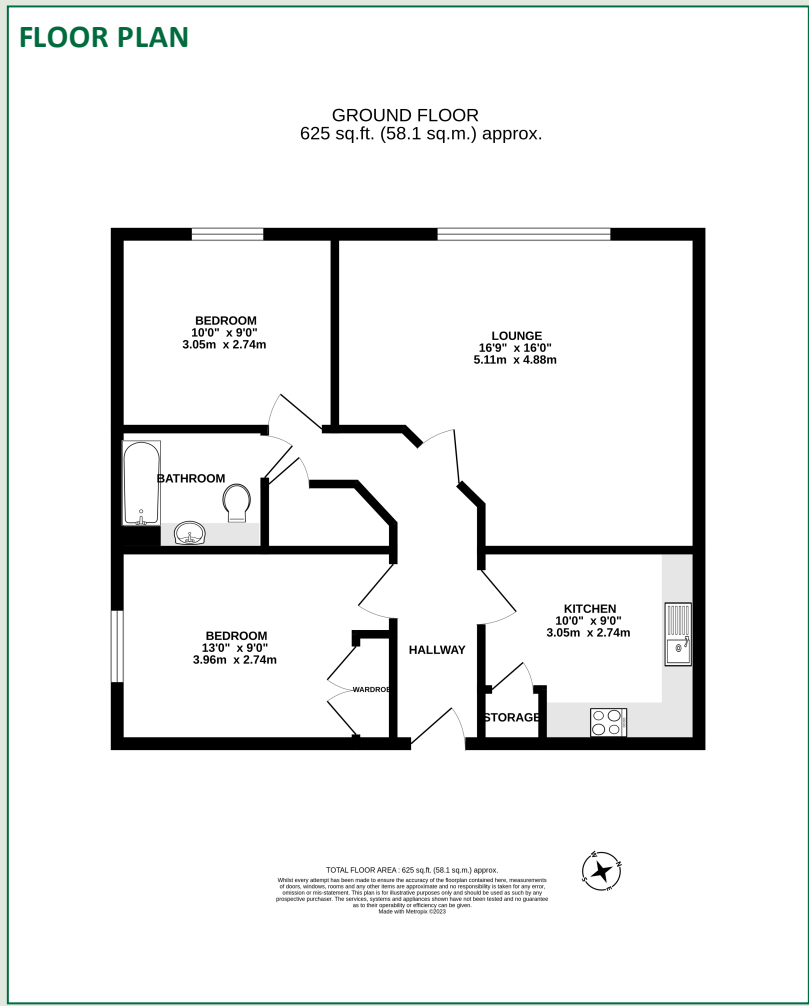 FLOOR PLAN
GROUND FLOOR
625 sq.ft. (58.1 sq.m.) approx.
BEDROOM
10'0" x 9'0"
3.05m x 2.74m
LOUNGE
16'9" x 16'0"
5.11m x 4.88m
BATHROOM
BEDROOM
13'0" x 9'0"
3.96m x 2.74m
WARDROBE
HALLWAY
KITCHEN
10'0" x 9'0"
3.05m x 2.74m
STORAGE
TOTAL FLOOR AREA : 625 sq.ft. (58.1 sq.m.) approx.
Whilst every attempt has been made to ensure the accuracy of the floorplan contained here, measurements
of doors, windows, rooms and any other items are approximate and no responsibility is taken for any error,
omission or mis-statement. This plan is for illustrative purposes only and should be used as such by any
prospective purchaser. The services, systems and appliances shown have not been tested and no guarantee
as to their operability or efficiency can be given.
Made with Metropix ©2023
W
N
S
E